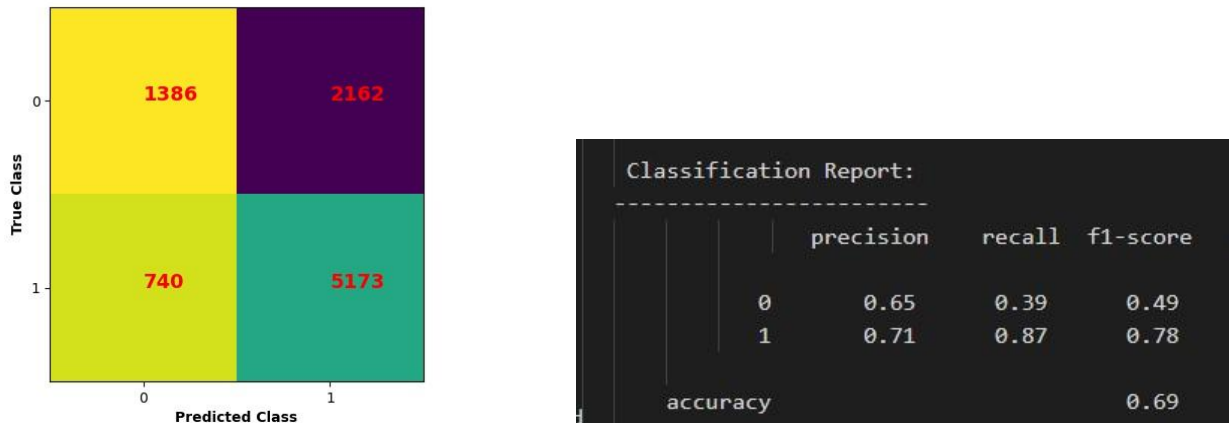 0
1386 2162
True Class
1
740 5173
0 1
Predicted Class
Classification Report:
-------------------------
precision recall f1-score
0 0.65 0.39 0.49
1 0.71 0.87 0.78
accuracy 0.69